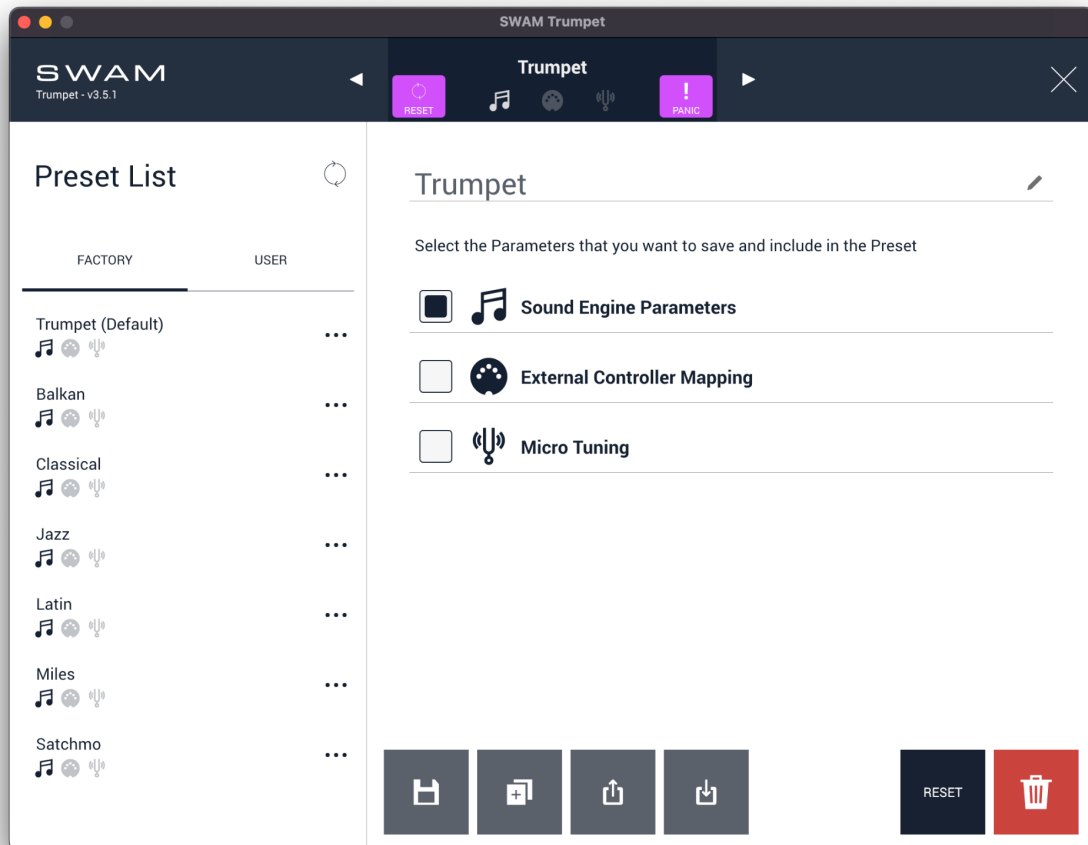 SWAM Trumpet
SWAM
Trumpet - v3.5.1
Trumpet
RESET
!
PANIC
Preset List
FACTORY
USER
Trumpet (Default)
Balkan
Classical
Jazz
Latin
Miles
Satchmo
Trumpet
Select the Parameters that you want to save and include in the Preset
Sound Engine Parameters
External Controller Mapping
Micro Tuning
RESET